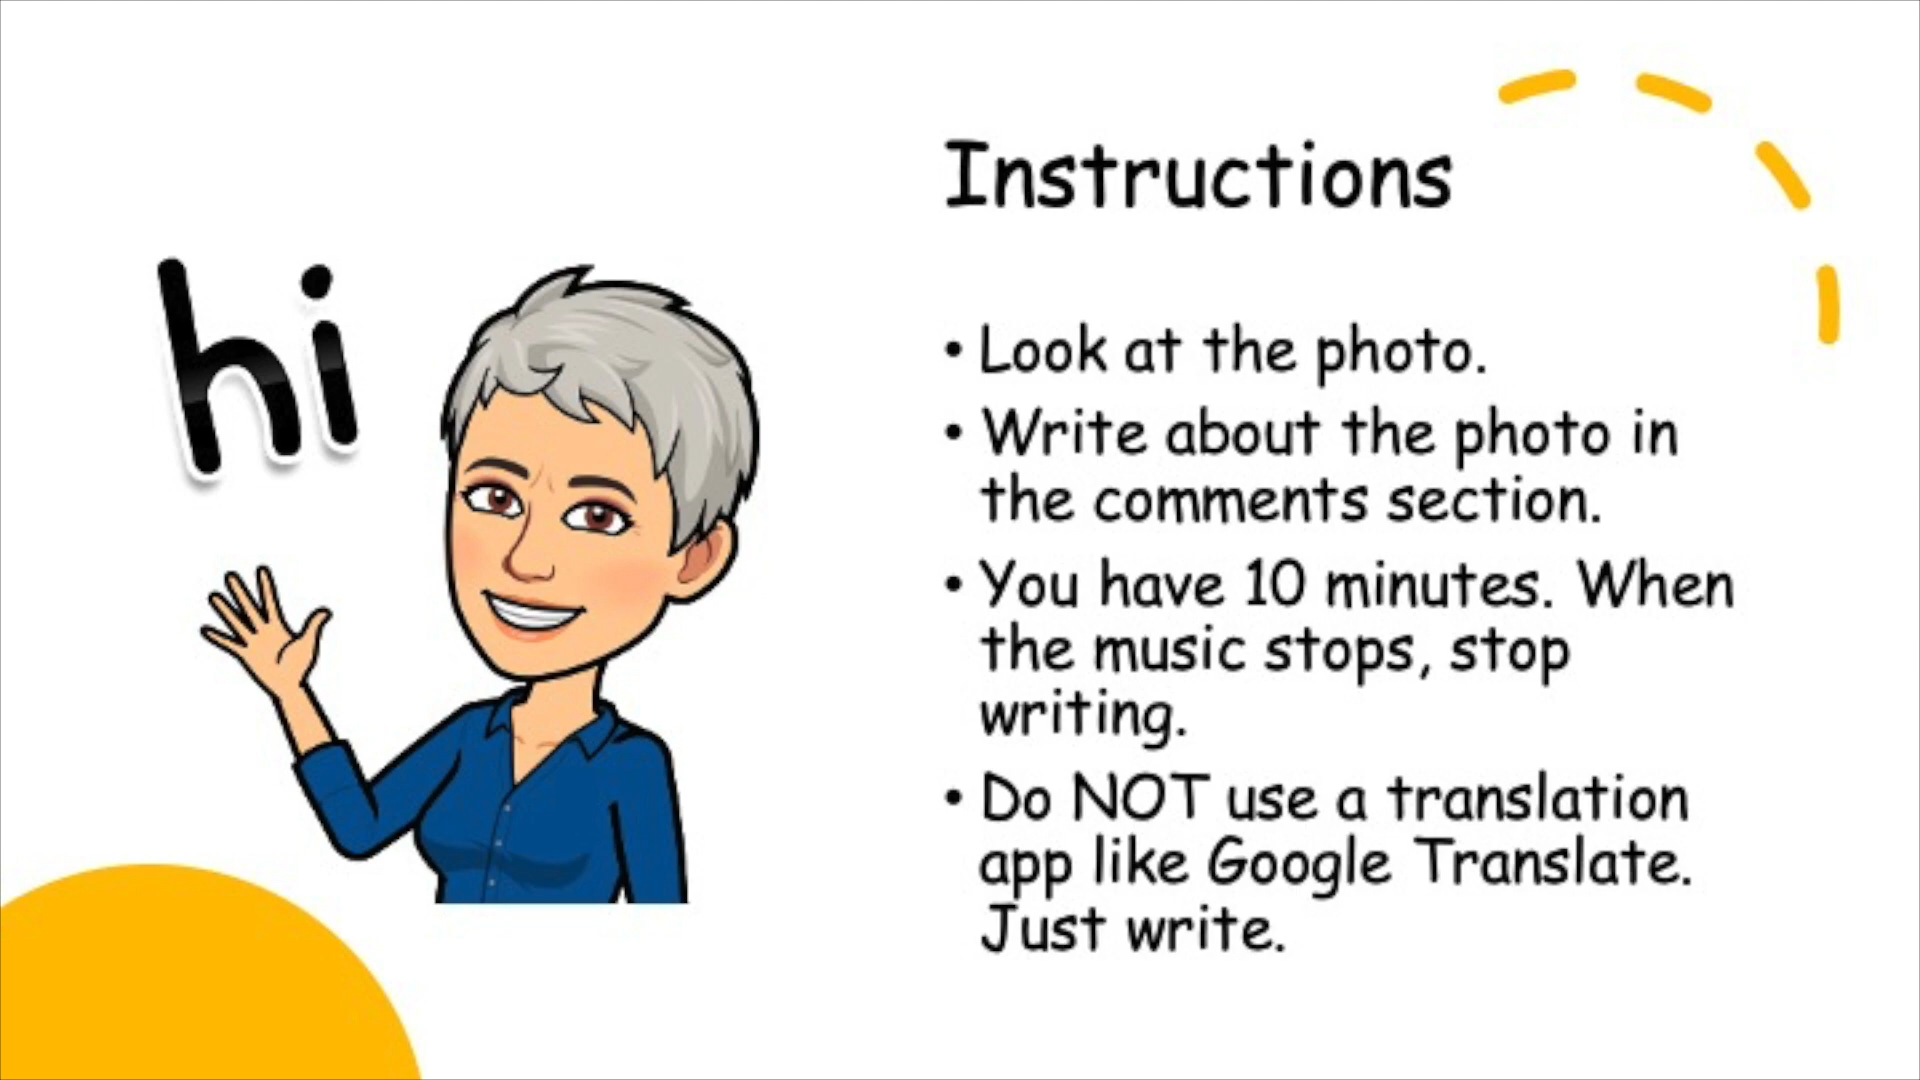 hi
Instructions
• Look at the photo.
• Write about the photo in
the comments section.
• You have 10 minutes. When
the music stops, stop
writing.
• Do NOT use a translation
app like Google Translate.
Just write.